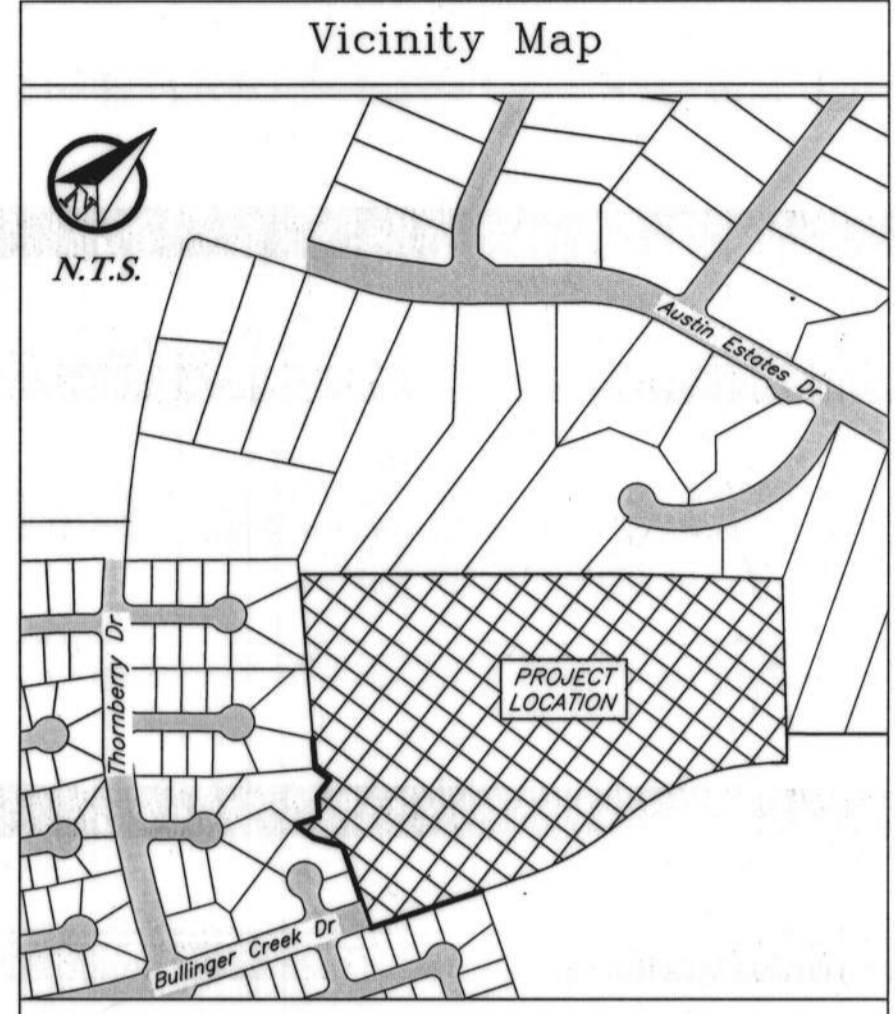 Vicinity Map
N
N.T.S.
Austin Estates Dr
PROJECT
LOCATION
Thornberry Dr
Bullinger Creek Dr